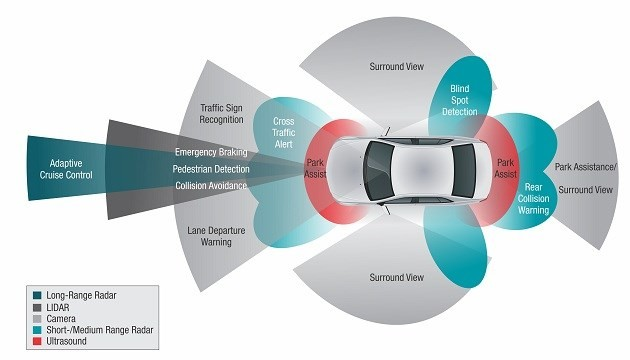 Surround View
Blind
Spot
Detection
Traffic Sign
Recognition
Cross
Traffic
Alert
Emergency Braking
Pedestrian Detection
Collision Avoidance
Adaptive
Cruise Control
Park
Assist
Park
Assist
Park Assistance/
Surround View
Rear
Collision
Warning
Lane Departure
Warning
Surround View
Long-Range Radar
LIDAR
Camera
Short-/Medium Range Radar
Ultrasound